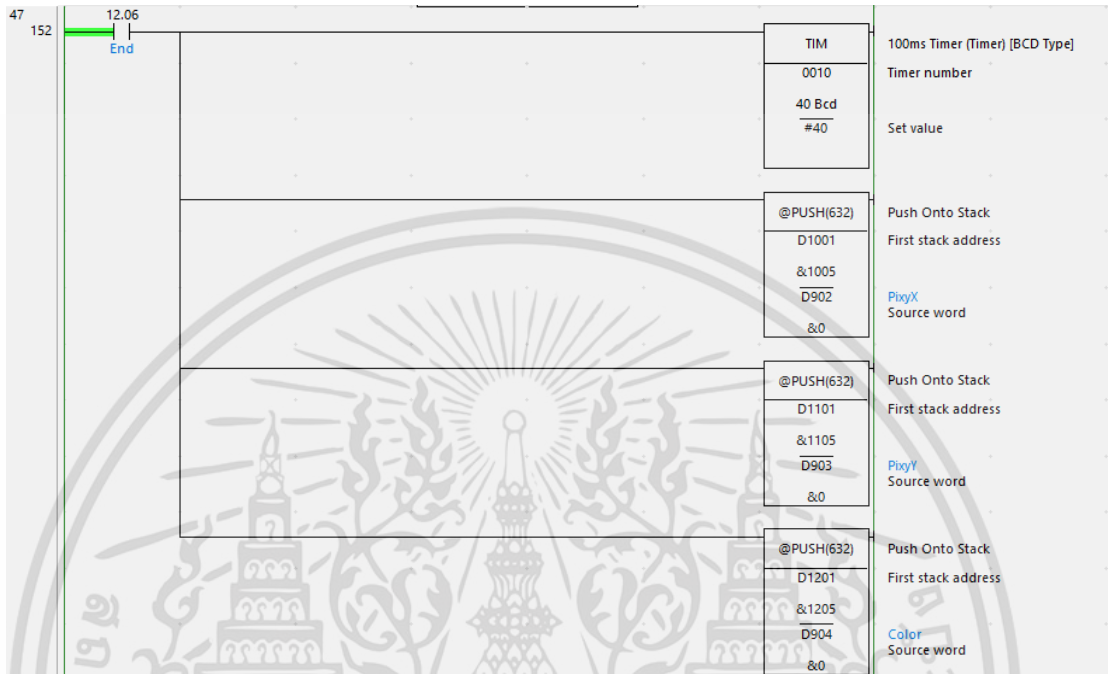 47
12.06
152
End
TIM
100ms Timer (Timer) [BCD Type]
0010
Timer number
40 Bcd
#40
Set value
@PUSH(632)
Push Onto Stack
D1001
First stack address
&1005
D902
PixyX
Source word
&0
@PUSH(632)
Push Onto Stack
D1101
First stack address
&1105
D903
PixyY
Source word
&0
@PUSH(632)
Push Onto Stack
D1201
First stack address
&1205
D904
Color
Source word
&0